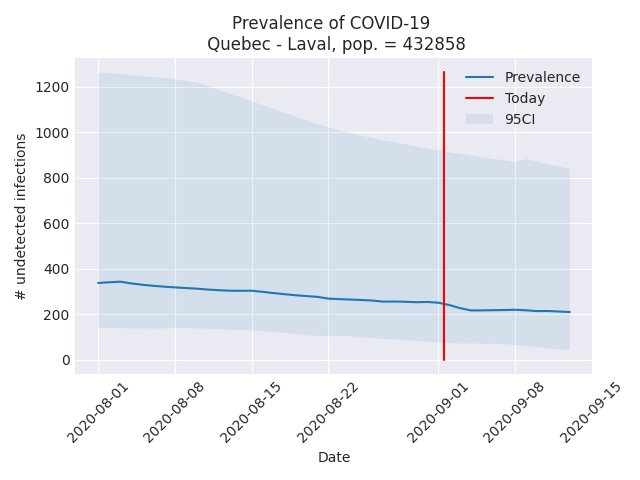 Prevalence of COVID-19
Quebec - Laval, pop. = 432858
Prevalence
Today
95CI
# undetected infections
1200
1000
800
600
400
200
0
2020-08-01
2020-08-08
2020-08-15
2020-08-22
2020-09-01
2020-09-08
2020-09-15
Date